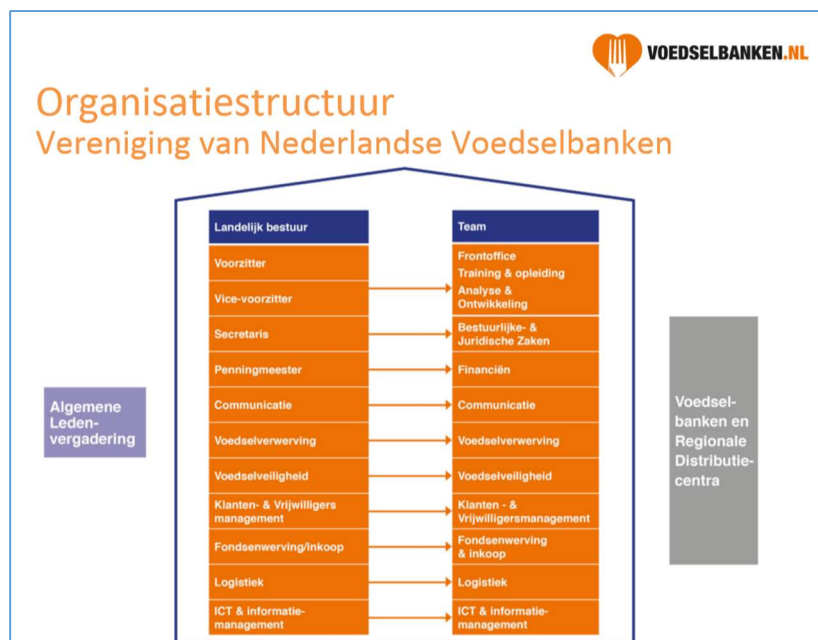 VOEDSELBANKEN.NL
Organisatiestructuur
Vereniging van Nederlandse Voedselbanken
Algemene
Leden-
vergadering
Landelijk bestuur
Voorzitter
Vice-voorzitter
Secretaris
Penningmeester
Communicatie
Voedselverwerving
Voedselveiligheid
Klanten- & Vrijwilligers
management
Fondsenwerving/inkoop
Logistiek
ICT & informatie-
management
Team
Frontoffice
Training & opleiding
Analyse &
Ontwikkeling
Bestuurlijke- &
Juridische Zaken
Financiën
Communicatie
Voedselverwerving
Voedselveiligheid
Klanten - &
Vrijwilligersmanagement
Fondsenwerving
& inkoop
Logistiek
ICT & informatie-
management
Voedsel-
banken en
Regionale
Distributie-
centra